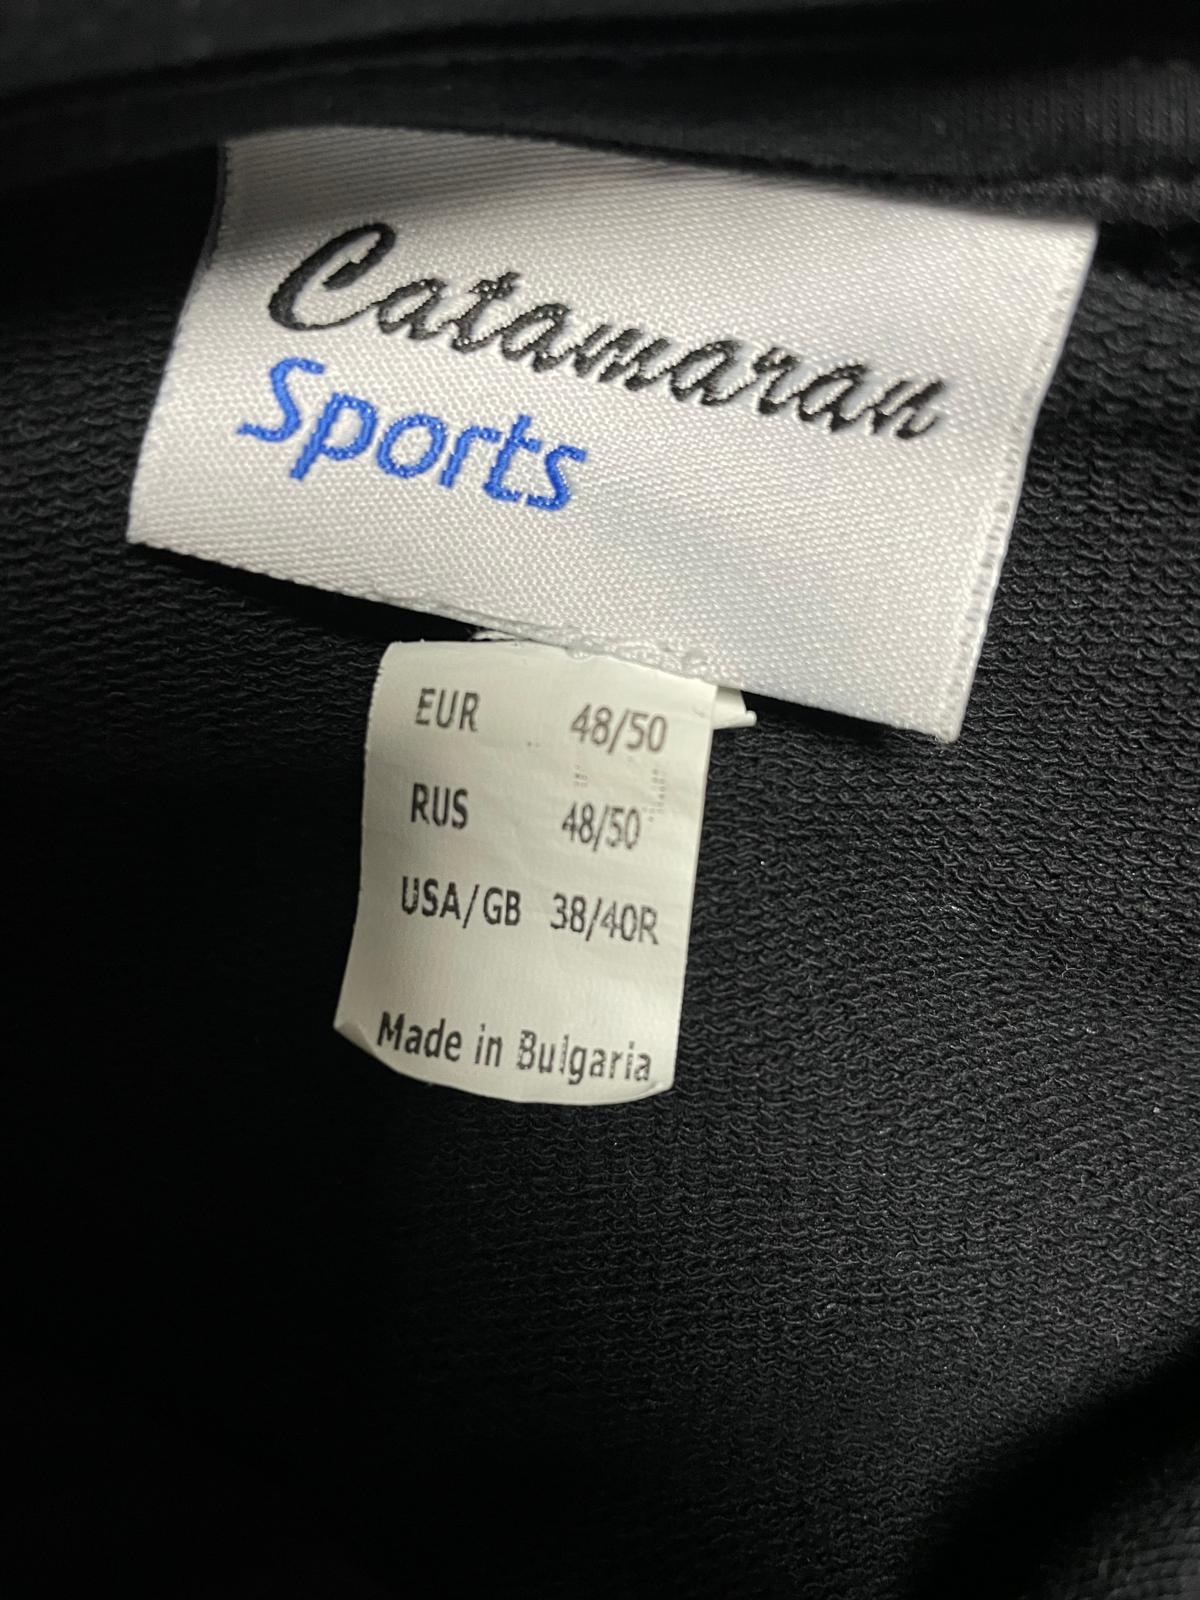 Catamaran
Sports
EUR 48/50
RUS 48/50
USA/GB 38/40R
Made in Bulgaria